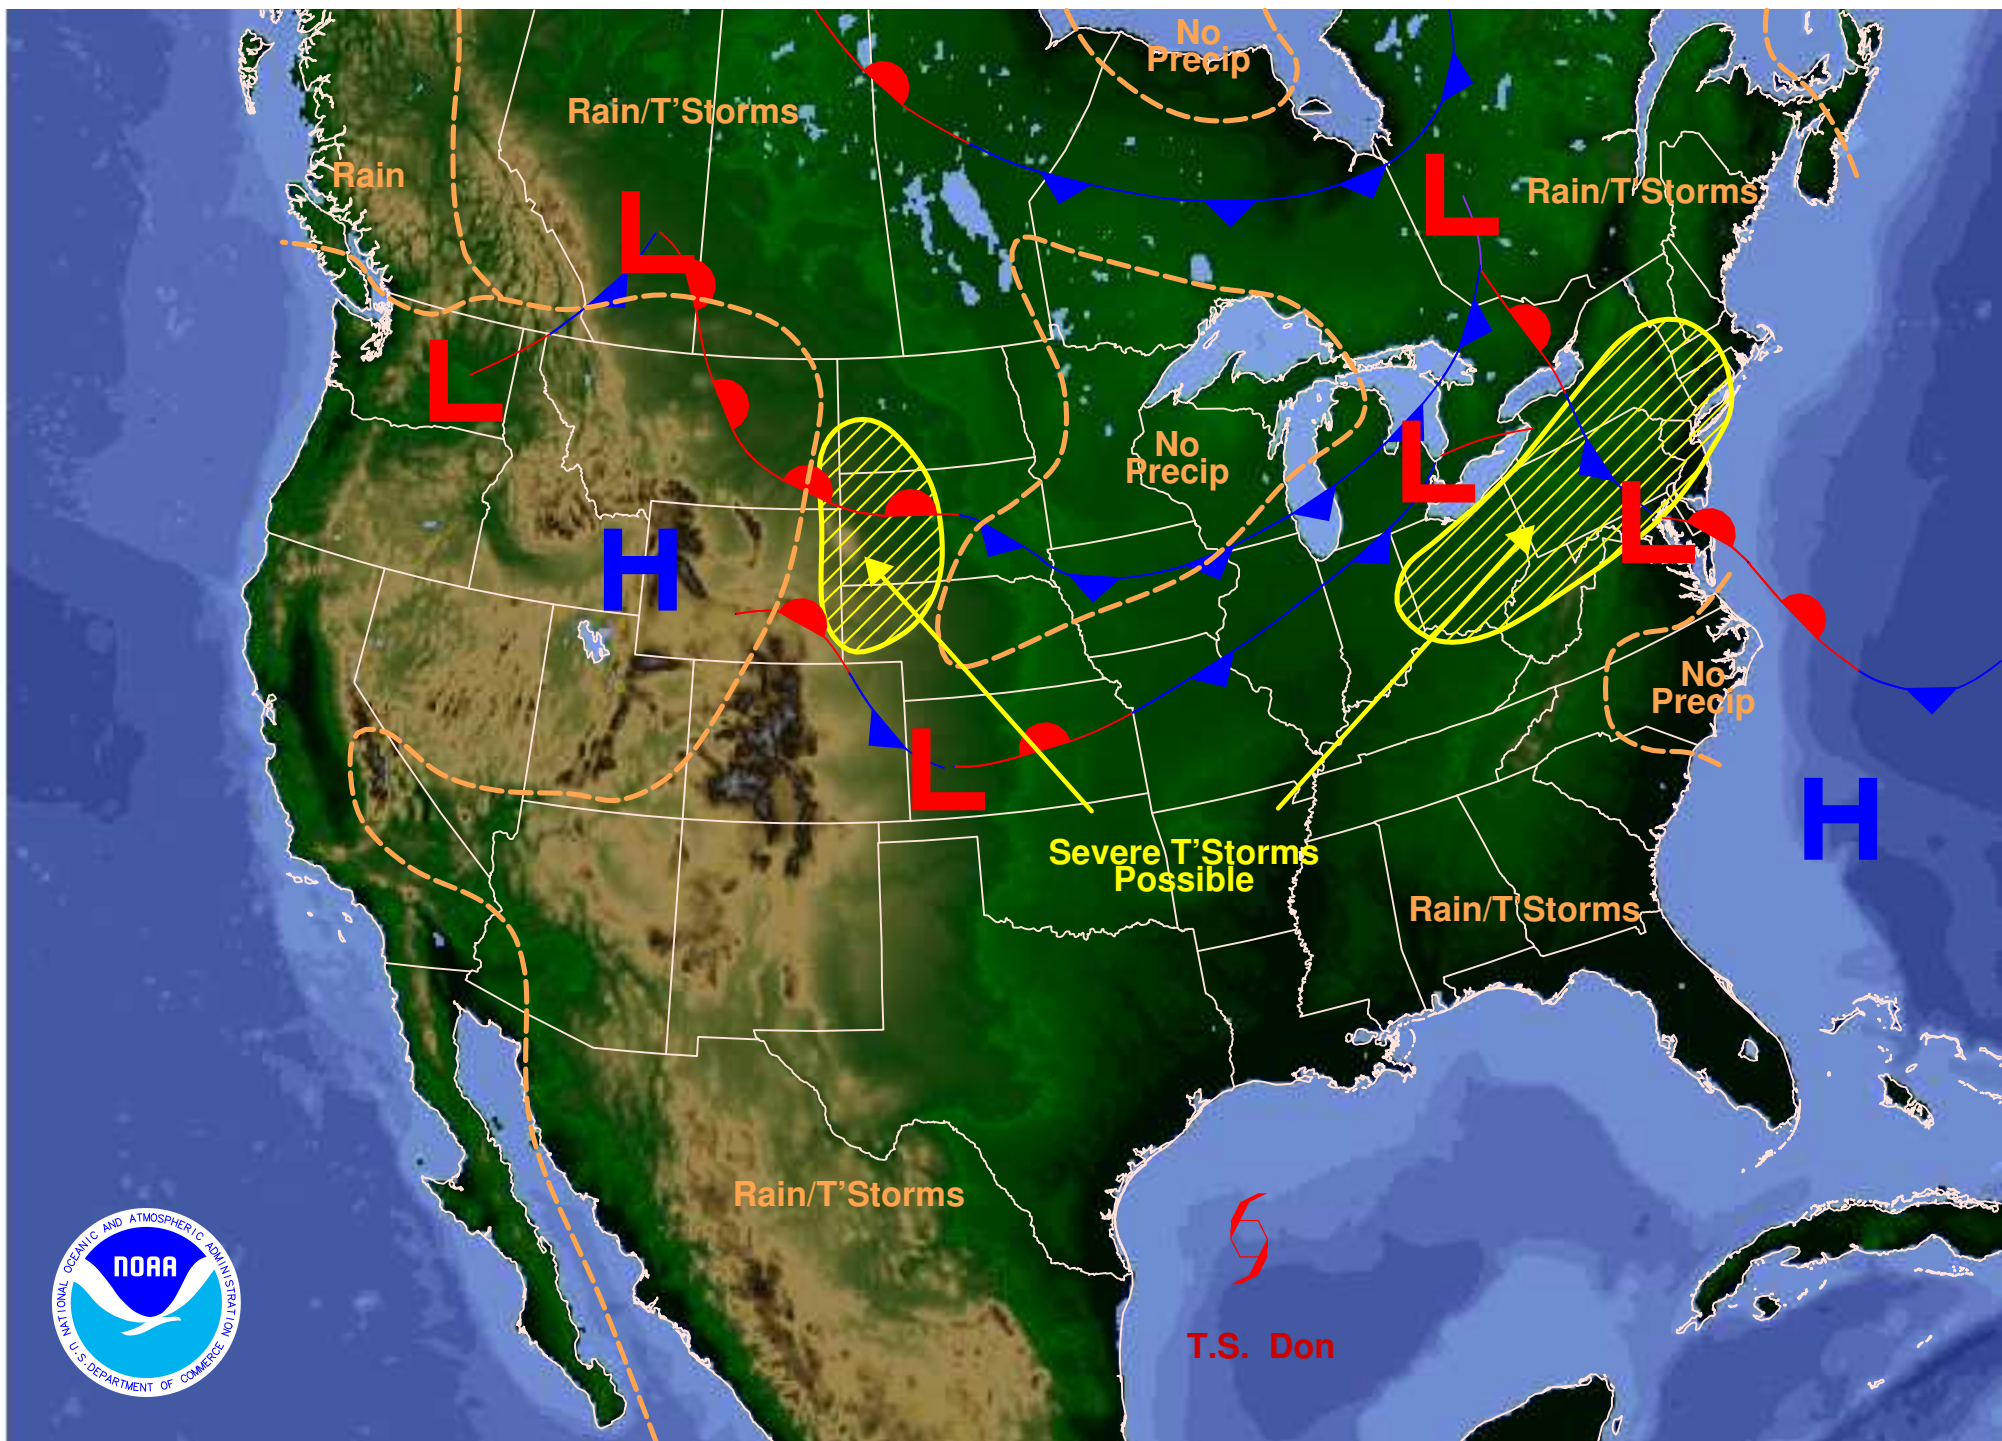 No
Precip
Rain/T'Storms
Rain
Rain/T'Storms
L
L
L
No
Precip
L
L
H
No
Precip
L
H
Severe T'Storms
Possible
Rain/T'Storms
Rain/T'Storms
T.S. Don
NATIONAL OCEANIC AND ATMOSPHERIC ADMINISTRATION
NOAA
U.S. DEPARTMENT OF COMMERCE